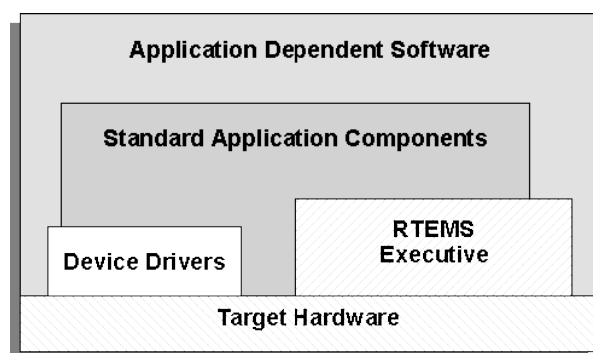 Application Dependent Software
Standard Application Components
RTEMS
Executive
Device Drivers
Target Hardware